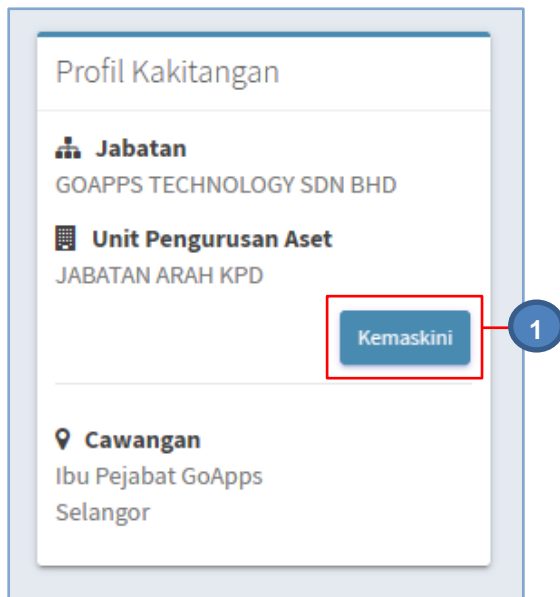 Profil Kakitangan
Jabatan
GOAPPS TECHNOLOGY SDN BHD
Unit Pengurusan Aset
JABATAN ARAH KPD
Kemaskini
1
Cawangan
Ibu Pejabat GoApps
Selangor